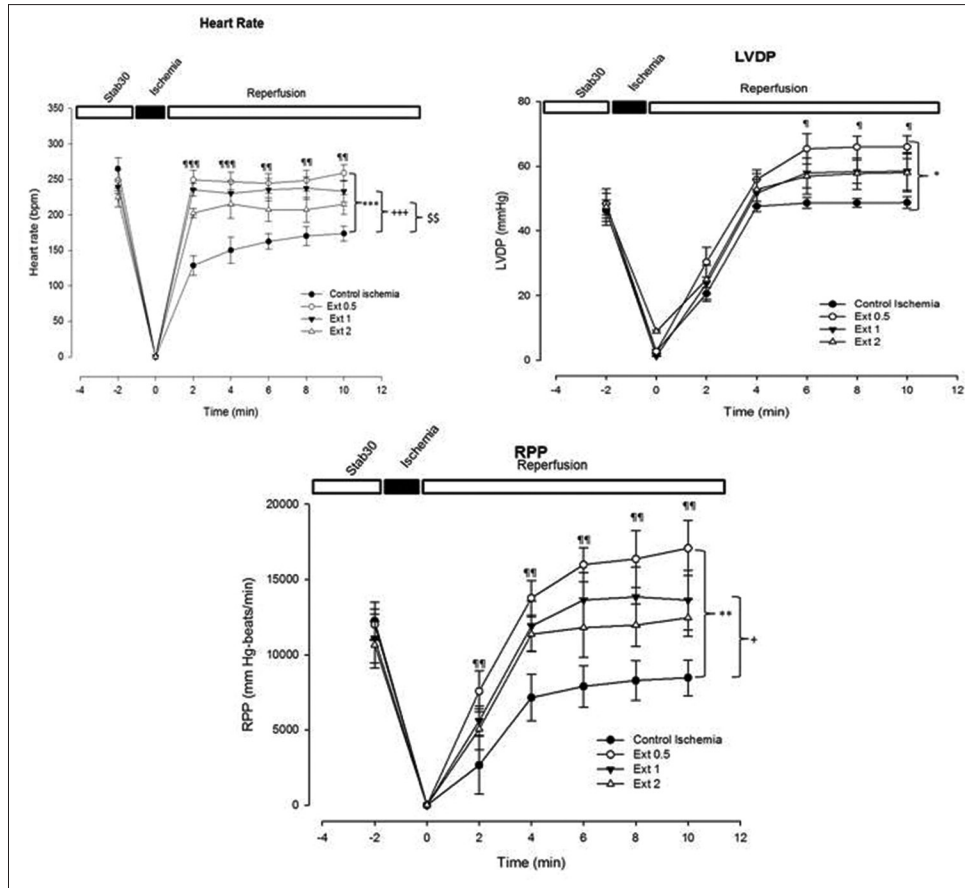 Heart Rate
Stab30
Ischemia
Reperfusion
350
300
250
200
150
100
50
0
Heart rate (bpm)
¶¶¶ ¶¶¶ ¶¶ ¶¶ ¶¶
***
+++
$$
Control ischemia
Ext 0.5
Ext 1
Ext 2
-4 -2 0 2 4 6 8 10 12
Time (min)
LVDP
Stab30
Ischemia
Reperfusion
80
60
40
20
0
LVDP (mmHg)
¶ ¶ ¶
*
Control Ischemia
Ext 0.5
Ext 1
Ext 2
-4 -2 0 2 4 6 8 10 12
Time (min)
RPP
Stab30
Ischemia
Reperfusion
20000
15000
10000
5000
0
RPP (mm Hg-beats/min)
¶¶ ¶¶ ¶¶ ¶¶ ¶¶
**
+
Control Ischemia
Ext 0.5
Ext 1
Ext 2
-4 -2 0 2 4 6 8 10 12
Time (min)